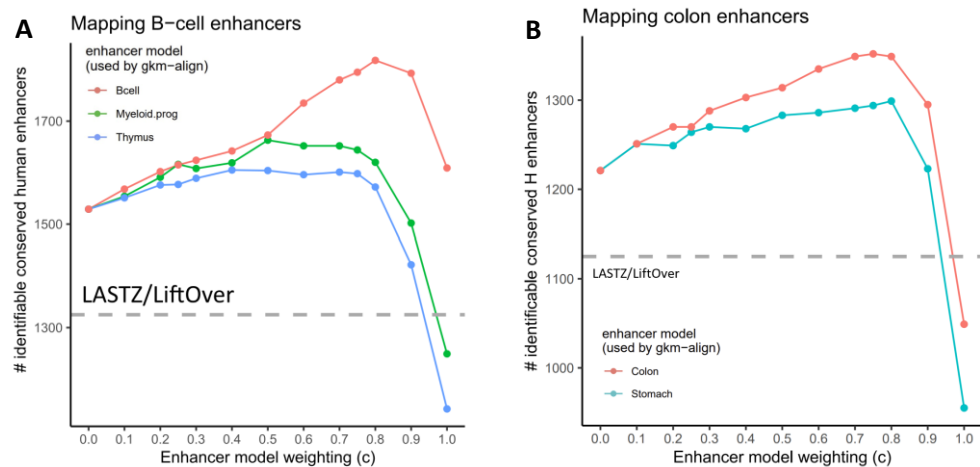 A
Mapping B−cell enhancers
# identifiable conserved human enhancers
enhancer model
(used by gkm−align)
Bcell
Myeloid.prog
Thymus
1700
1500
1300
LASTZ/LiftOver
0.0 0.1 0.2 0.3 0.4 0.5 0.6 0.7 0.8 0.9 1.0
Enhancer model weighting (c)
B
Mapping colon enhancers
# identificable conserved H enhancers
1300
1200
1100
1000
LASTZ/LiftOver
enhancer model
(used by gkm−align)
Colon
Stomach
0.0 0.1 0.2 0.3 0.4 0.5 0.6 0.7 0.8 0.9 1.0
Enhancer model weighting (c)